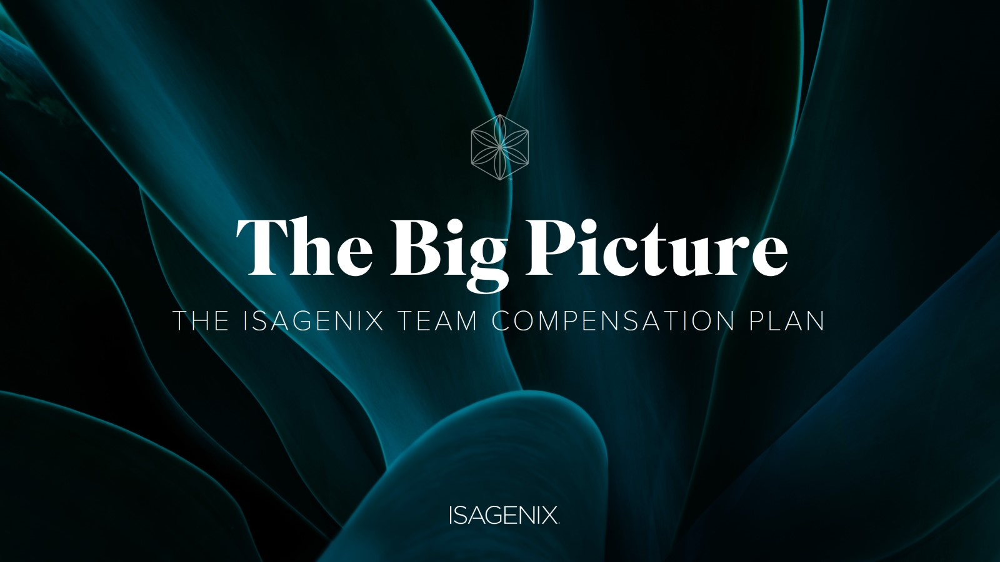 The Big Picture
THE ISAGENIX TEAM COMPENSATION PLAN
ISAGENIX